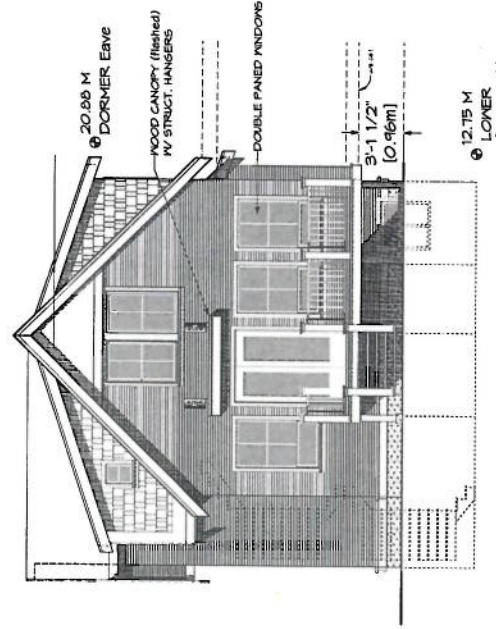 20.88 M
DORMER Eave
WOOD CANOPY (flashed)
W/ STRUCT. HANGERS
DOUBLE PANED WINDOWS
3'-1 1/2"
[0.96m]
12.75 M
LOWER